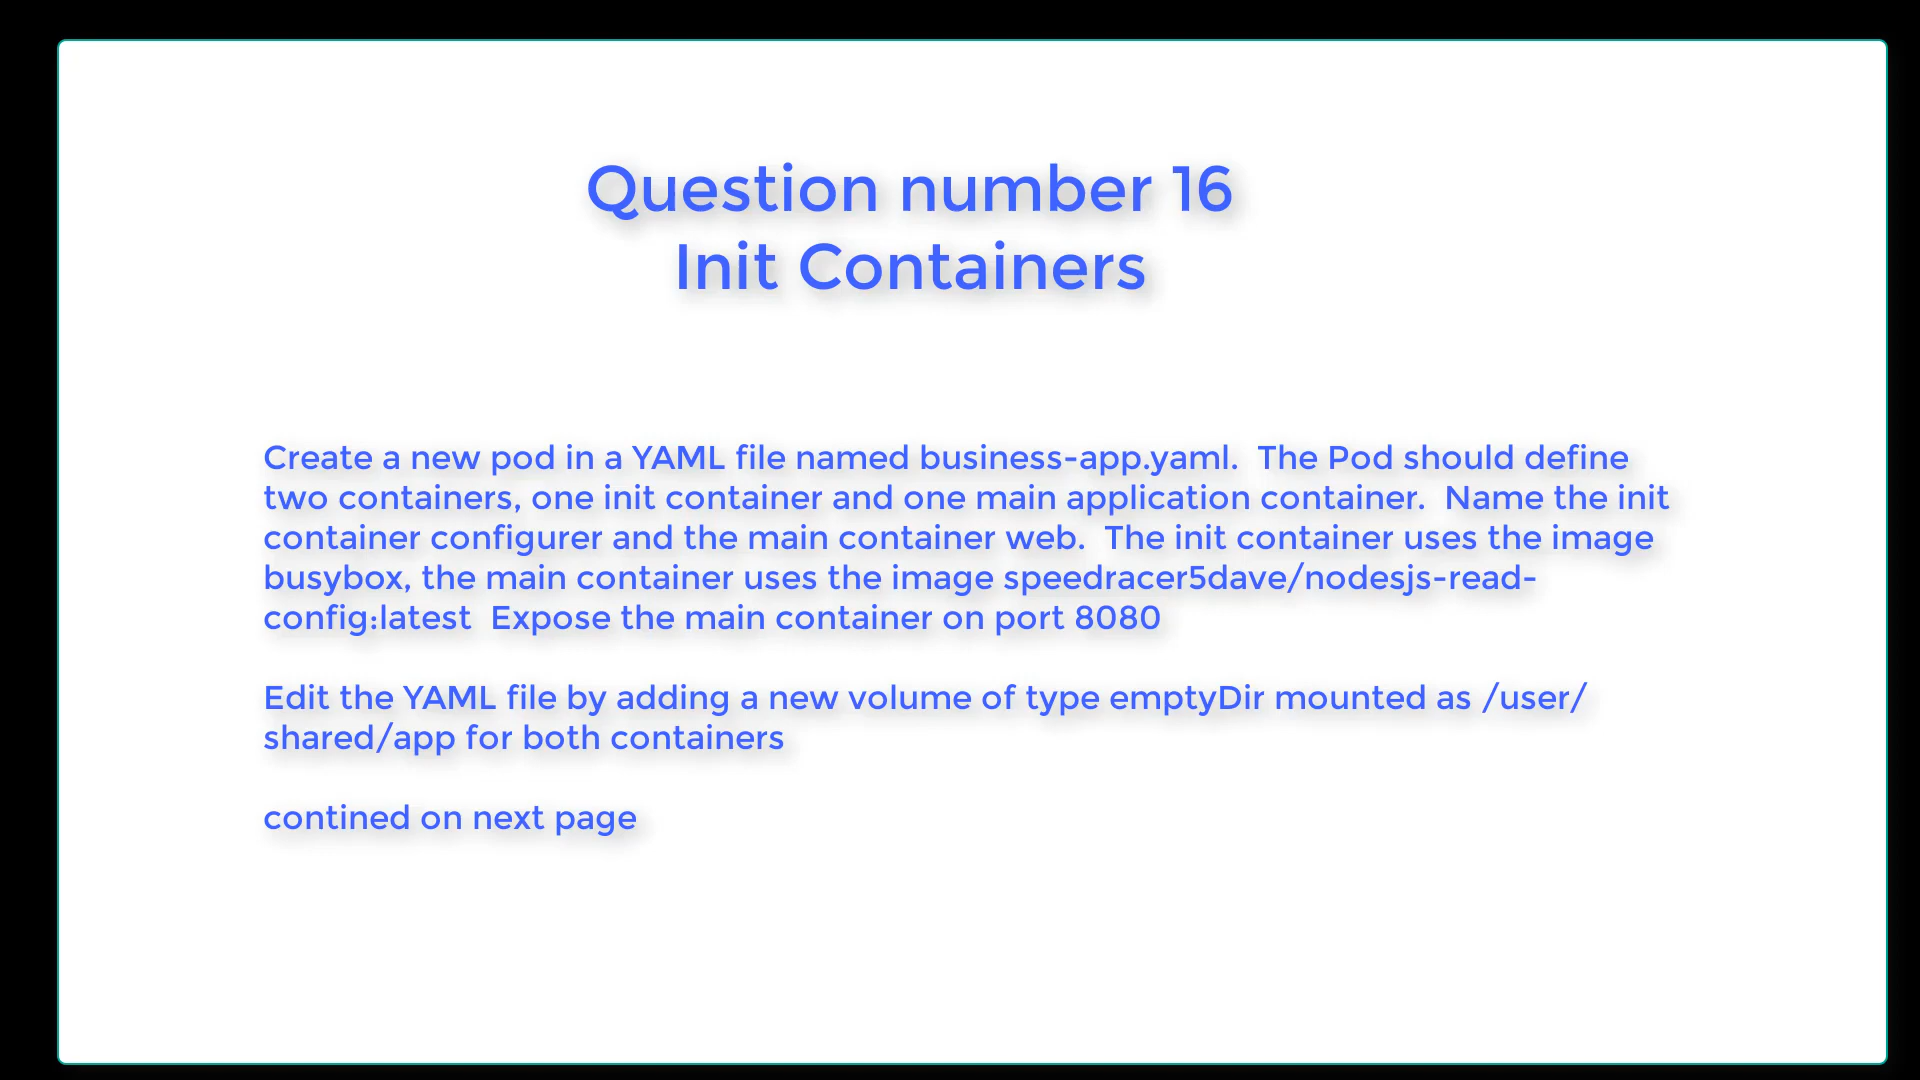 Question number 16
Init Containers
Create a new pod in a YAML file named business-app.yaml.  The Pod should define
two containers, one init container and one main application container.  Name the init
container configurer and the main container web.  The init container uses the image
busybox, the main container uses the image speedracer5dave/nodesjs-read-
config:latest  Expose the main container on port 8080
Edit the YAML file by adding a new volume of type emptyDir mounted as /user/
shared/app for both containers
contined on next page